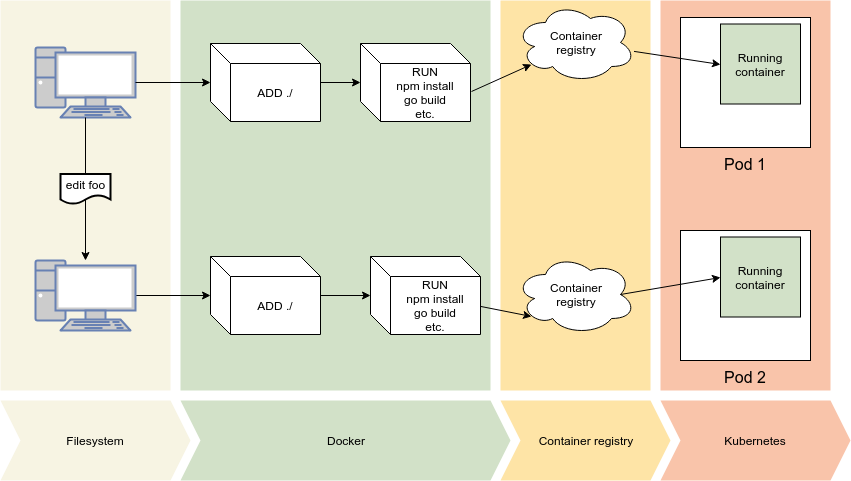 ADD ./
RUN
npm install
go build
etc.
Container
registry
Running
container
Pod 1
edit foo
ADD ./
RUN
npm install
go build
etc.
Container
registry
Running
container
Pod 2
Filesystem
Docker
Container registry
Kubernetes